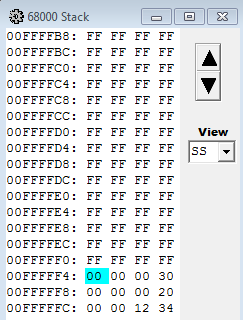 68000 Stack
00FFFFB8: FF FF FF FF
00FFFFBC: FF FF FF FF
00FFFFC0: FF FF FF FF
00FFFFC4: FF FF FF FF
00FFFFC8: FF FF FF FF
00FFFFCC: FF FF FF FF
00FFFFD0: FF FF FF FF
00FFFFD4: FF FF FF FF
00FFFFD8: FF FF FF FF
00FFFFDC: FF FF FF FF
00FFFFE0: FF FF FF FF
00FFFFE4: FF FF FF FF
00FFFFE8: FF FF FF FF
00FFFFEC: FF FF FF FF
00FFFFF0: FF FF FF FF
00FFFFF4: 00 00 00 30
00FFFFF8: 00 00 00 20
00FFFFFC: 00 00 12 34
View
SS